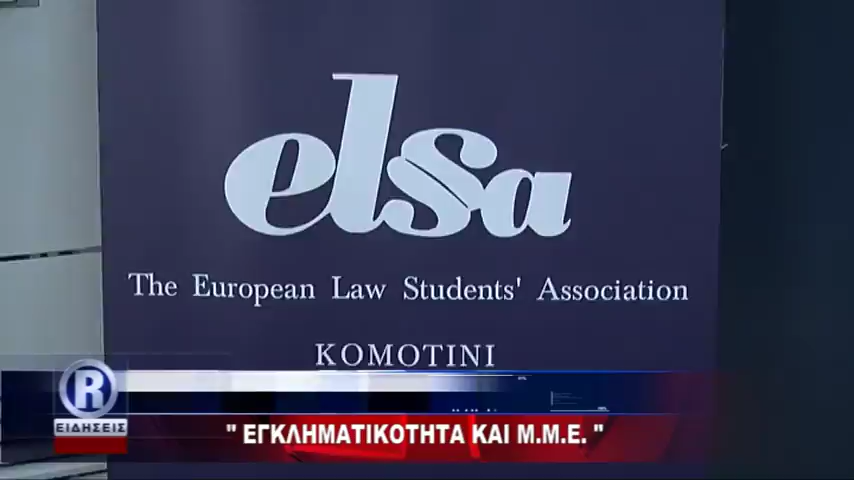 elsa
The European Law Students' Association
KOMOTINI
R
ΕΙΔΗΣΕΙΣ
" ΕΓΚΛΗΜΑΤΙΚΟΤΗΤΑ ΚΑΙ Μ.Μ.Ε. "